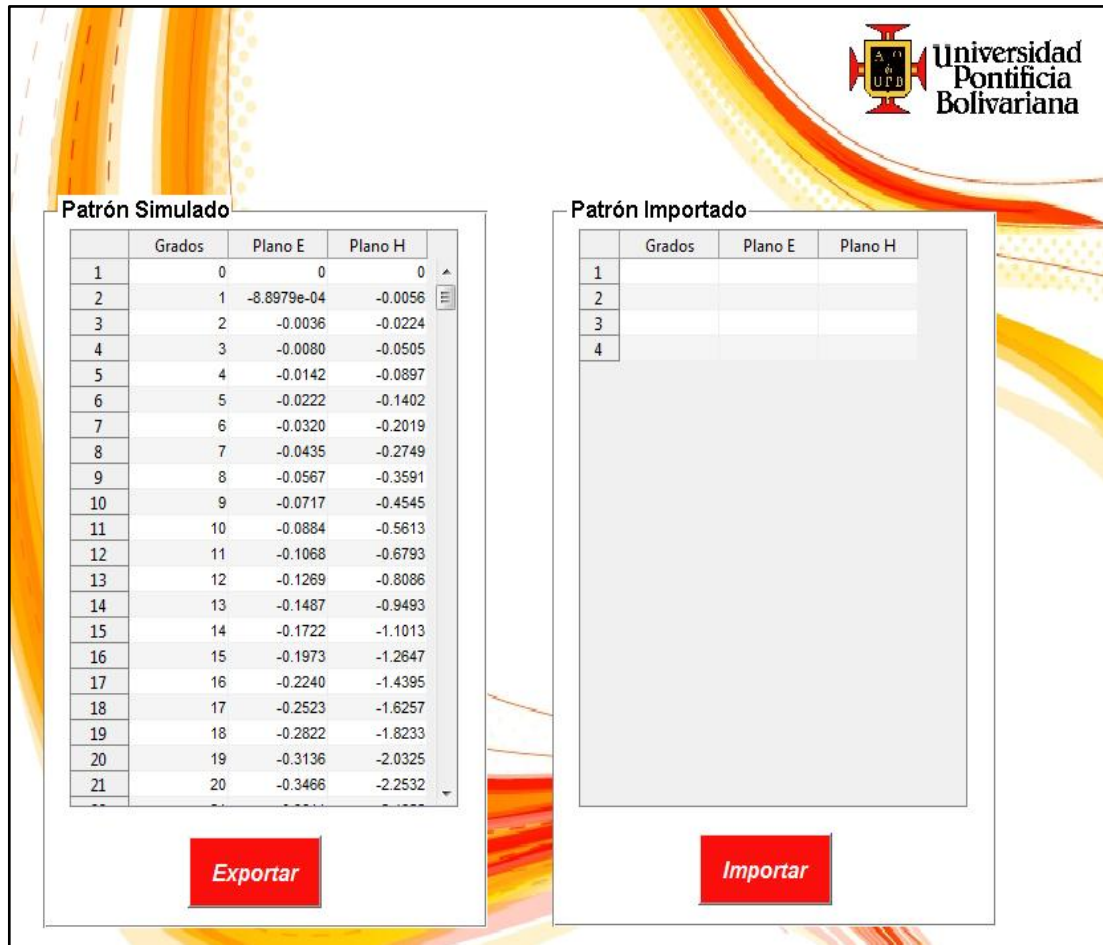 A O
UPB
Universidad
Pontificia
Bolivariana
Patrón Simulado
Grados Plano E Plano H
1 0 0 0
2 1 -8.8979e-04 -0.0056
3 2 -0.0036 -0.0224
4 3 -0.0080 -0.0505
5 4 -0.0142 -0.0897
6 5 -0.0222 -0.1402
7 6 -0.0320 -0.2019
8 7 -0.0435 -0.2749
9 8 -0.0567 -0.3591
10 9 -0.0717 -0.4545
11 10 -0.0884 -0.5613
12 11 -0.1068 -0.6793
13 12 -0.1269 -0.8086
14 13 -0.1487 -0.9493
15 14 -0.1722 -1.1013
16 15 -0.1973 -1.2647
17 16 -0.2240 -1.4395
18 17 -0.2523 -1.6257
19 18 -0.2822 -1.8233
20 19 -0.3136 -2.0325
21 20 -0.3466 -2.2532
Exportar
Patrón Importado
Grados Plano E Plano H
1
2
3
4
Importar